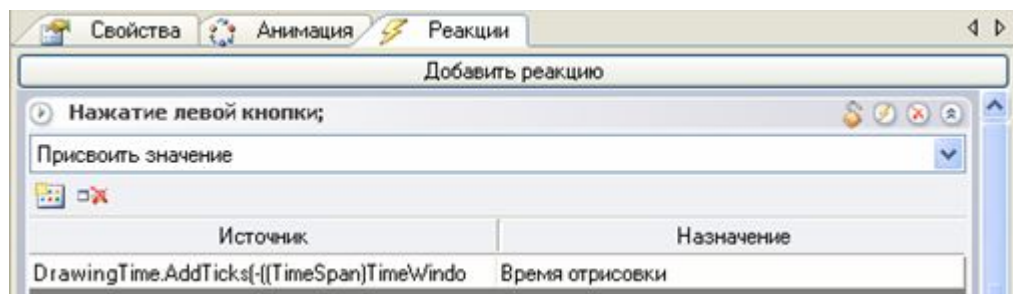 Свойства Анимация Реакции
Добавить реакцию
Нажатие левой кнопки;
Присвоить значение
Источник Назначение
DrawingTime.AddTicks(-((TimeSpan)TimeWindo Время отрисовки